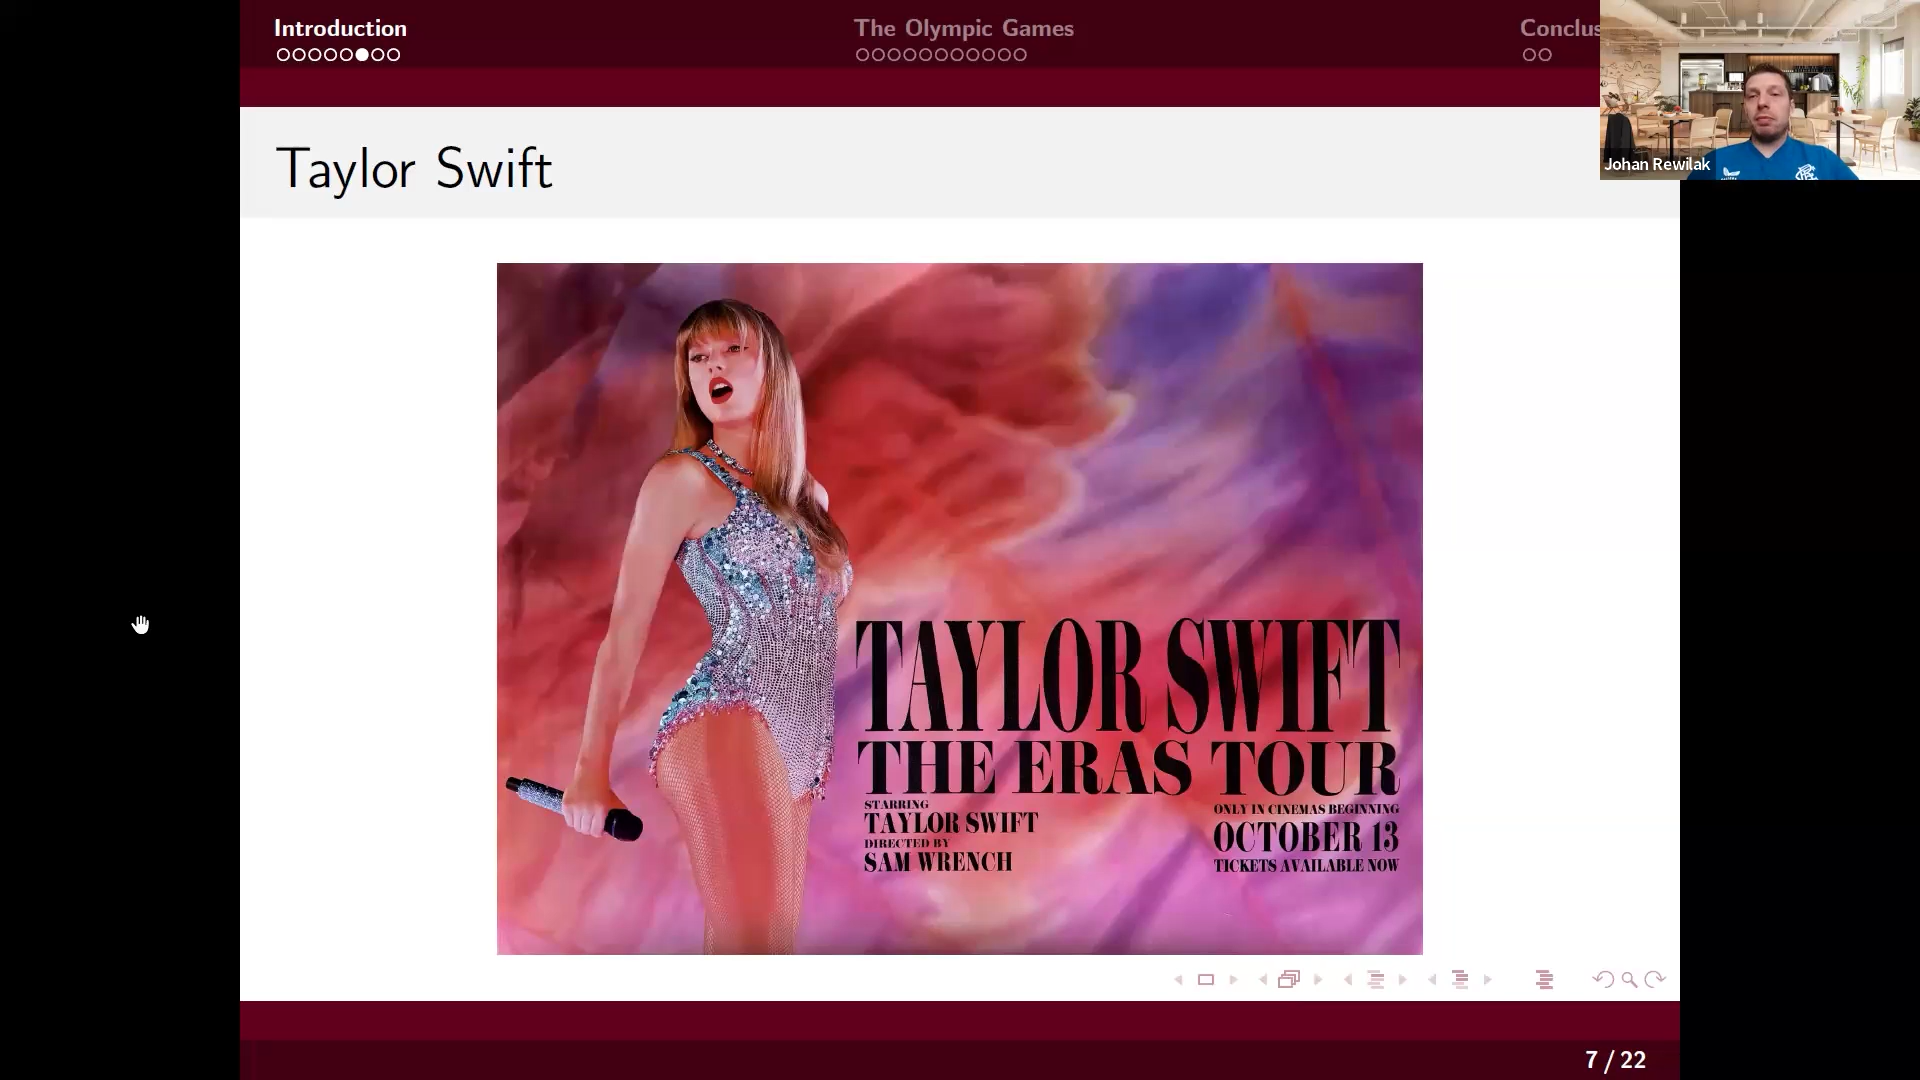 Introduction
The Olympic Games
Conclus
Johan Rewilak
Taylor Swift
TAYLOR SWIFT
THE ERAS TOUR
STARRING
TAYLOR SWIFT
DIRECTED BY
SAM WRENCH
ONLY IN CINEMAS BEGINNING
OCTOBER 13
TICKETS AVAILABLE NOW
7 / 22